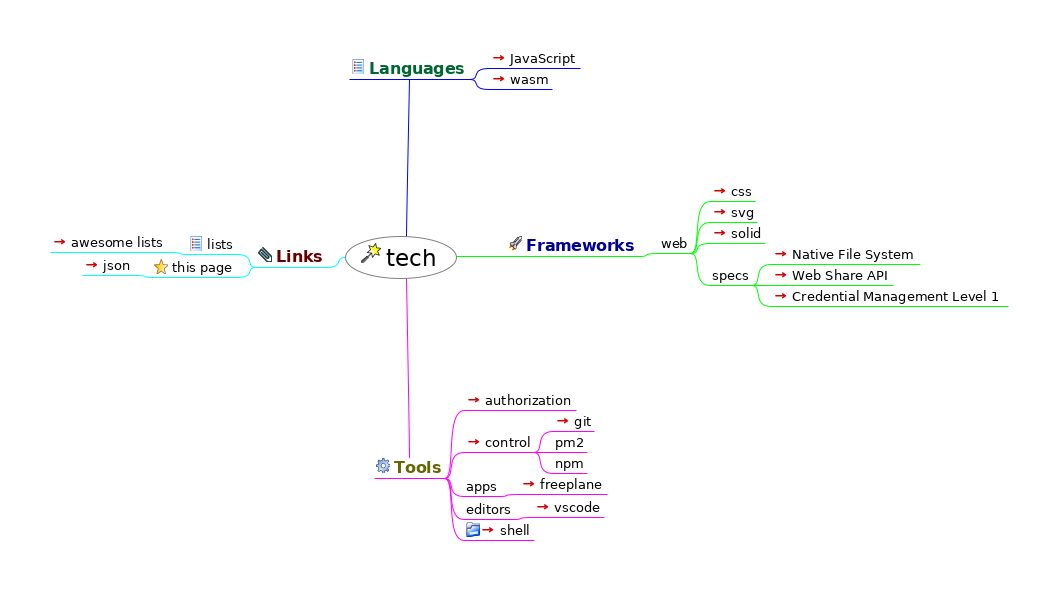 JavaScript
Languages
wasm
css
svg
solid
web
Frameworks
specs
Native File System
Web Share API
Credential Management Level 1
tech
Links
lists
awesome lists
this page
json
authorization
git
control
pm2
npm
Tools
apps
freeplane
editors
vscode
shell